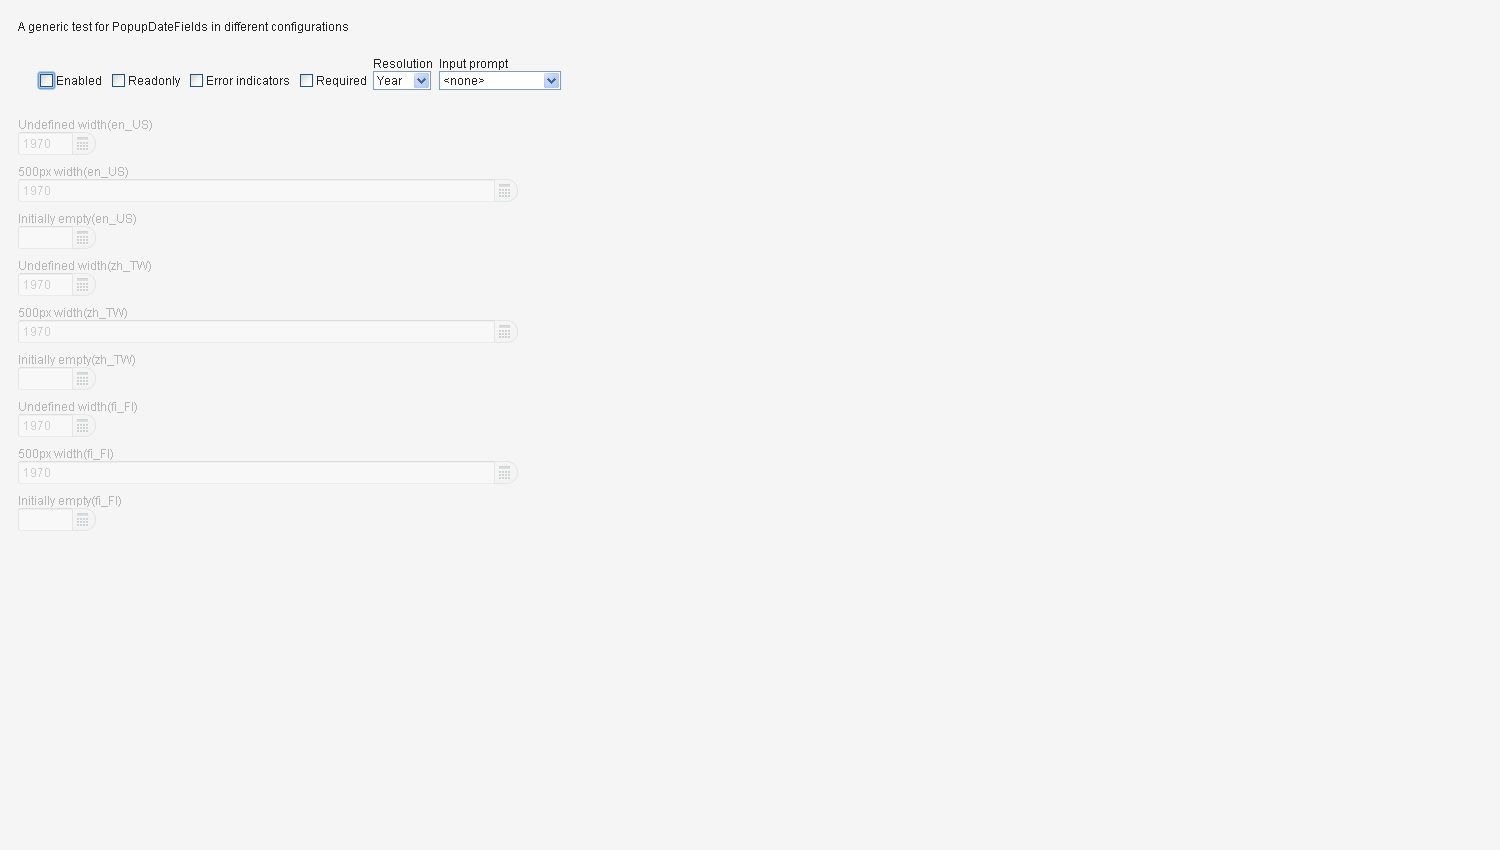 A generic test for PopupDateFields in different configurations
Resolution Input prompt
Enabled Readonly Error indicators Required Year <none>
Undefined width(en_US)
1970
500px width(en_US)
1970
Initially empty(en_US)
Undefined width(zh_TW)
1970
500px width(zh_TW)
1970
Initially empty(zh_TW)
Undefined width(fi_FI)
1970
500px width(fi_FI)
1970
Initially empty(fi_FI)